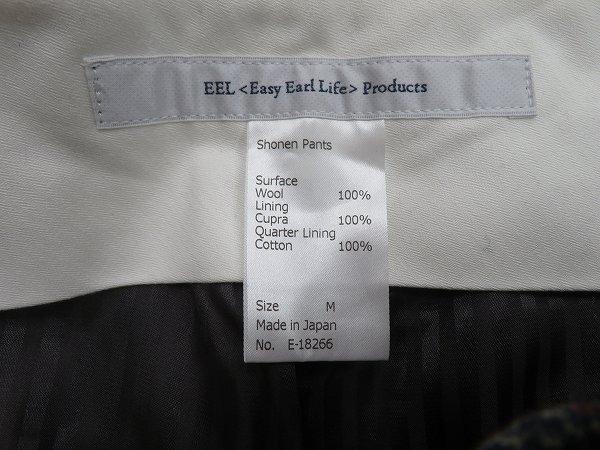 EEL <Easy Earl Life> Products
Shonen Pants
Surface
Wool 100%
Lining
Cupra 100%
Quarter Lining
Cotton 100%
Size M
Made in Japan
No. E-18266